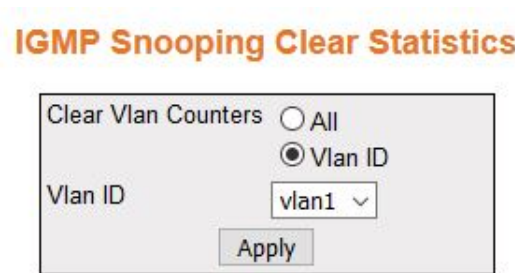 IGMP Snooping Clear Statistics
Clear Vlan Counters All
Vlan ID
Vlan ID vlan1
Apply